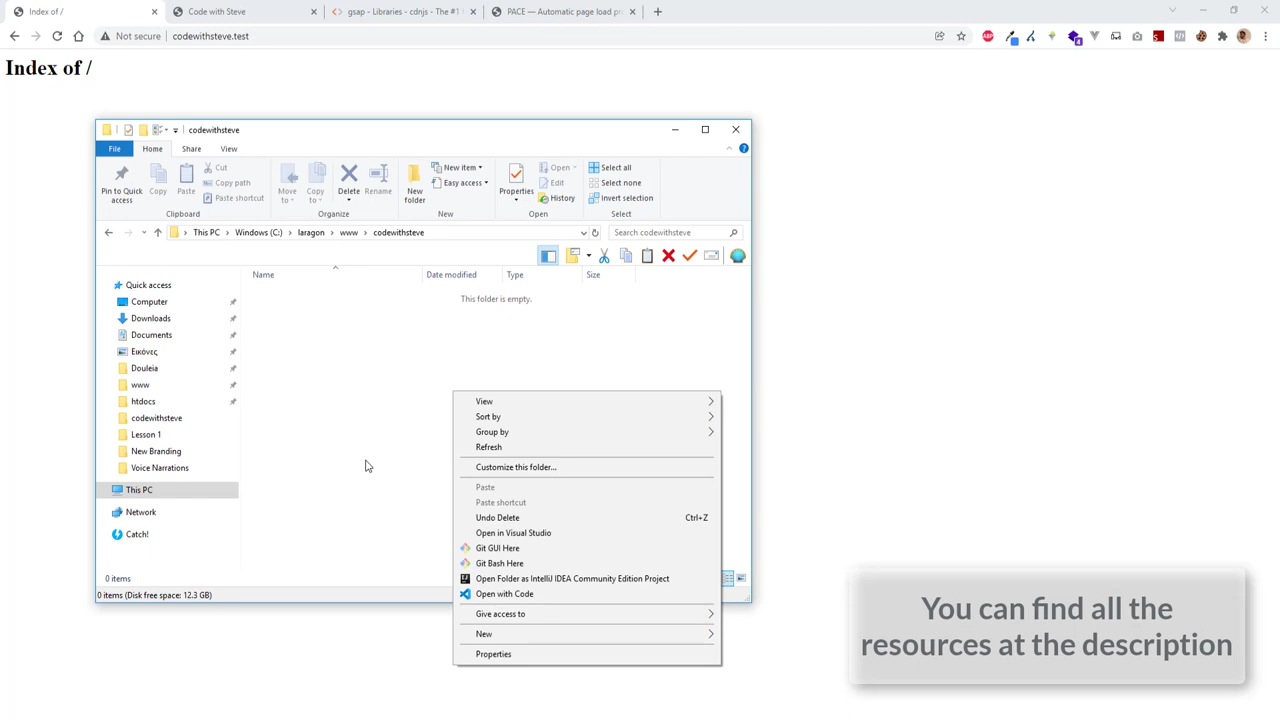 Index of /
Code with Steve
gsap - Libraries - cdnjs - The #1
PACE — Automatic page load pro
Not secure
codewithsteve.test
Index of /
codewithsteve
File
Home
Share
View
Pin to Quick
access
Copy
Paste
Cut
Copy path
Paste shortcut
Clipboard
Move
to
Copy
to
Delete
Rename
Organize
New
folder
New item
Easy access
New
Properties
Open
Edit
History
Open
Select all
Select none
Invert selection
Select
This PC
Windows (C:)
laragon
www
codewithsteve
Search codewithsteve
Name
Date modified
Type
Size
This folder is empty.
Quick access
Computer
Downloads
Documents
Εικόνες
Douleia
www
htdocs
codewithsteve
Lesson 1
New Branding
Voice Narrations
This PC
Network
Catch!
0 items
0 items (Disk free space: 12.3 GB)
View
Sort by
Group by
Refresh
Customize this folder...
Paste
Paste shortcut
Undo Delete Ctrl+Z
Open in Visual Studio
Git GUI Here
Git Bash Here
Open Folder as IntelliJ IDEA Community Edition Project
Open with Code
Give access to
New
Properties
You can find all the
resources at the description